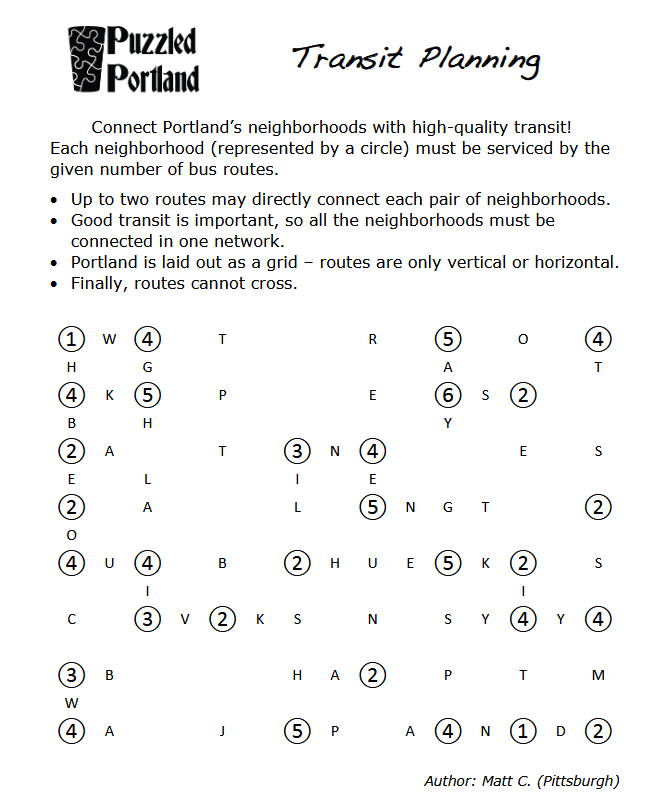 Puzzled
Portland
Transit Planning
Connect Portland’s neighborhoods with high-quality transit!
Each neighborhood (represented by a circle) must be serviced by the
given number of bus routes.
• Up to two routes may directly connect each pair of neighborhoods.
• Good transit is important, so all the neighborhoods must be
connected in one network.
• Portland is laid out as a grid – routes are only vertical or horizontal.
• Finally, routes cannot cross.
1 W 4 T R 5 O 4
H G A T
4 K 5 P E 6 S 2
B H Y
2 A T 3 N 4 E S
E L I E
2 A L 5 N G T 2
O
4 U 4 B 2 H U E 5 K 2 S
I I
C 3 V 2 K S N S Y 4 Y 4
3 B H A 2 P T M
W
4 A J 5 P A 4 N 1 D 2
Author: Matt C. (Pittsburgh)